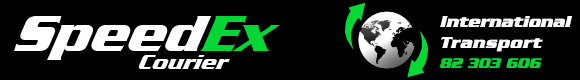 SpeedEx
Courier
International
Transport
82 303 606